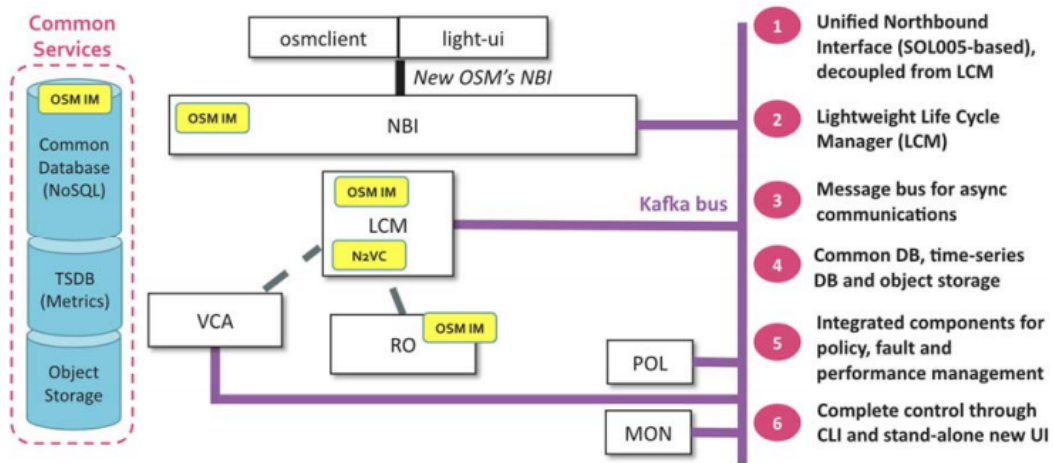 Common
Services
OSM IM
Common
Database
(NoSQL)
TSDB
(Metrics)
Object
Storage
osmclient
light-ui
New OSM's NBI
OSM IM
NBI
OSM IM
LCM
N2VC
Kafka bus
VCA
RO
OSM IM
POL
MON
1
Unified Northbound
Interface (SOL005-based),
decoupled from LCM
2
Lightweight Life Cycle
Manager (LCM)
3
Message bus for async
communications
4
Common DB, time-series
DB and object storage
5
Integrated components for
policy, fault and
performance management
6
Complete control through
CLI and stand-alone new UI